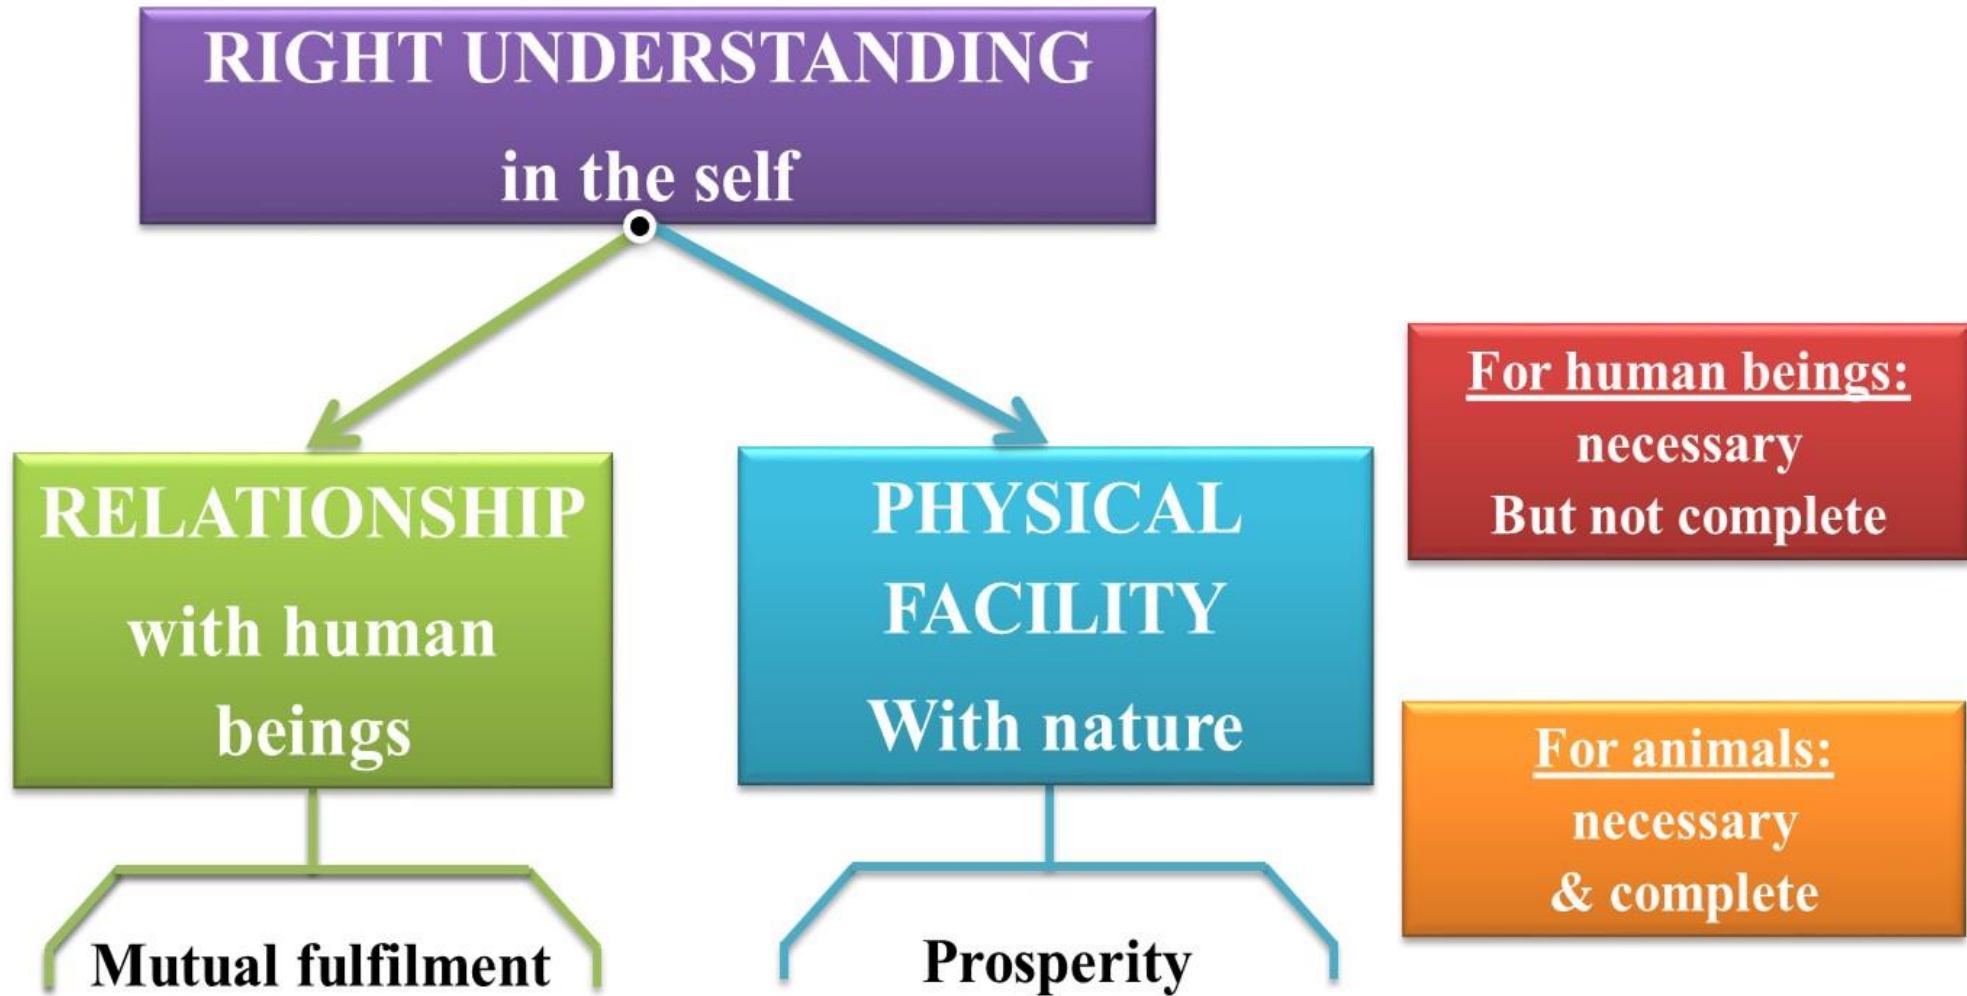 RIGHT UNDERSTANDING
in the self
RELATIONSHIP
with human
beings
PHYSICAL
FACILITY
With nature
For human beings:
necessary
But not complete
For animals:
necessary
& complete
Mutual fulfilment
Prosperity